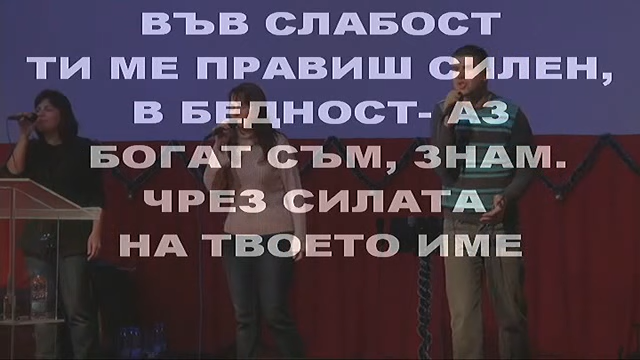 ВЪВ СЛАБОСТ
ТИ МЕ ПРАВИШ СИЛЕН,
В БЕДНОСТ- АЗ
БОГАТ СЪМ, ЗНАМ.
ЧРЕЗ СИЛАТА
НА ТВОЕТО ИМЕ